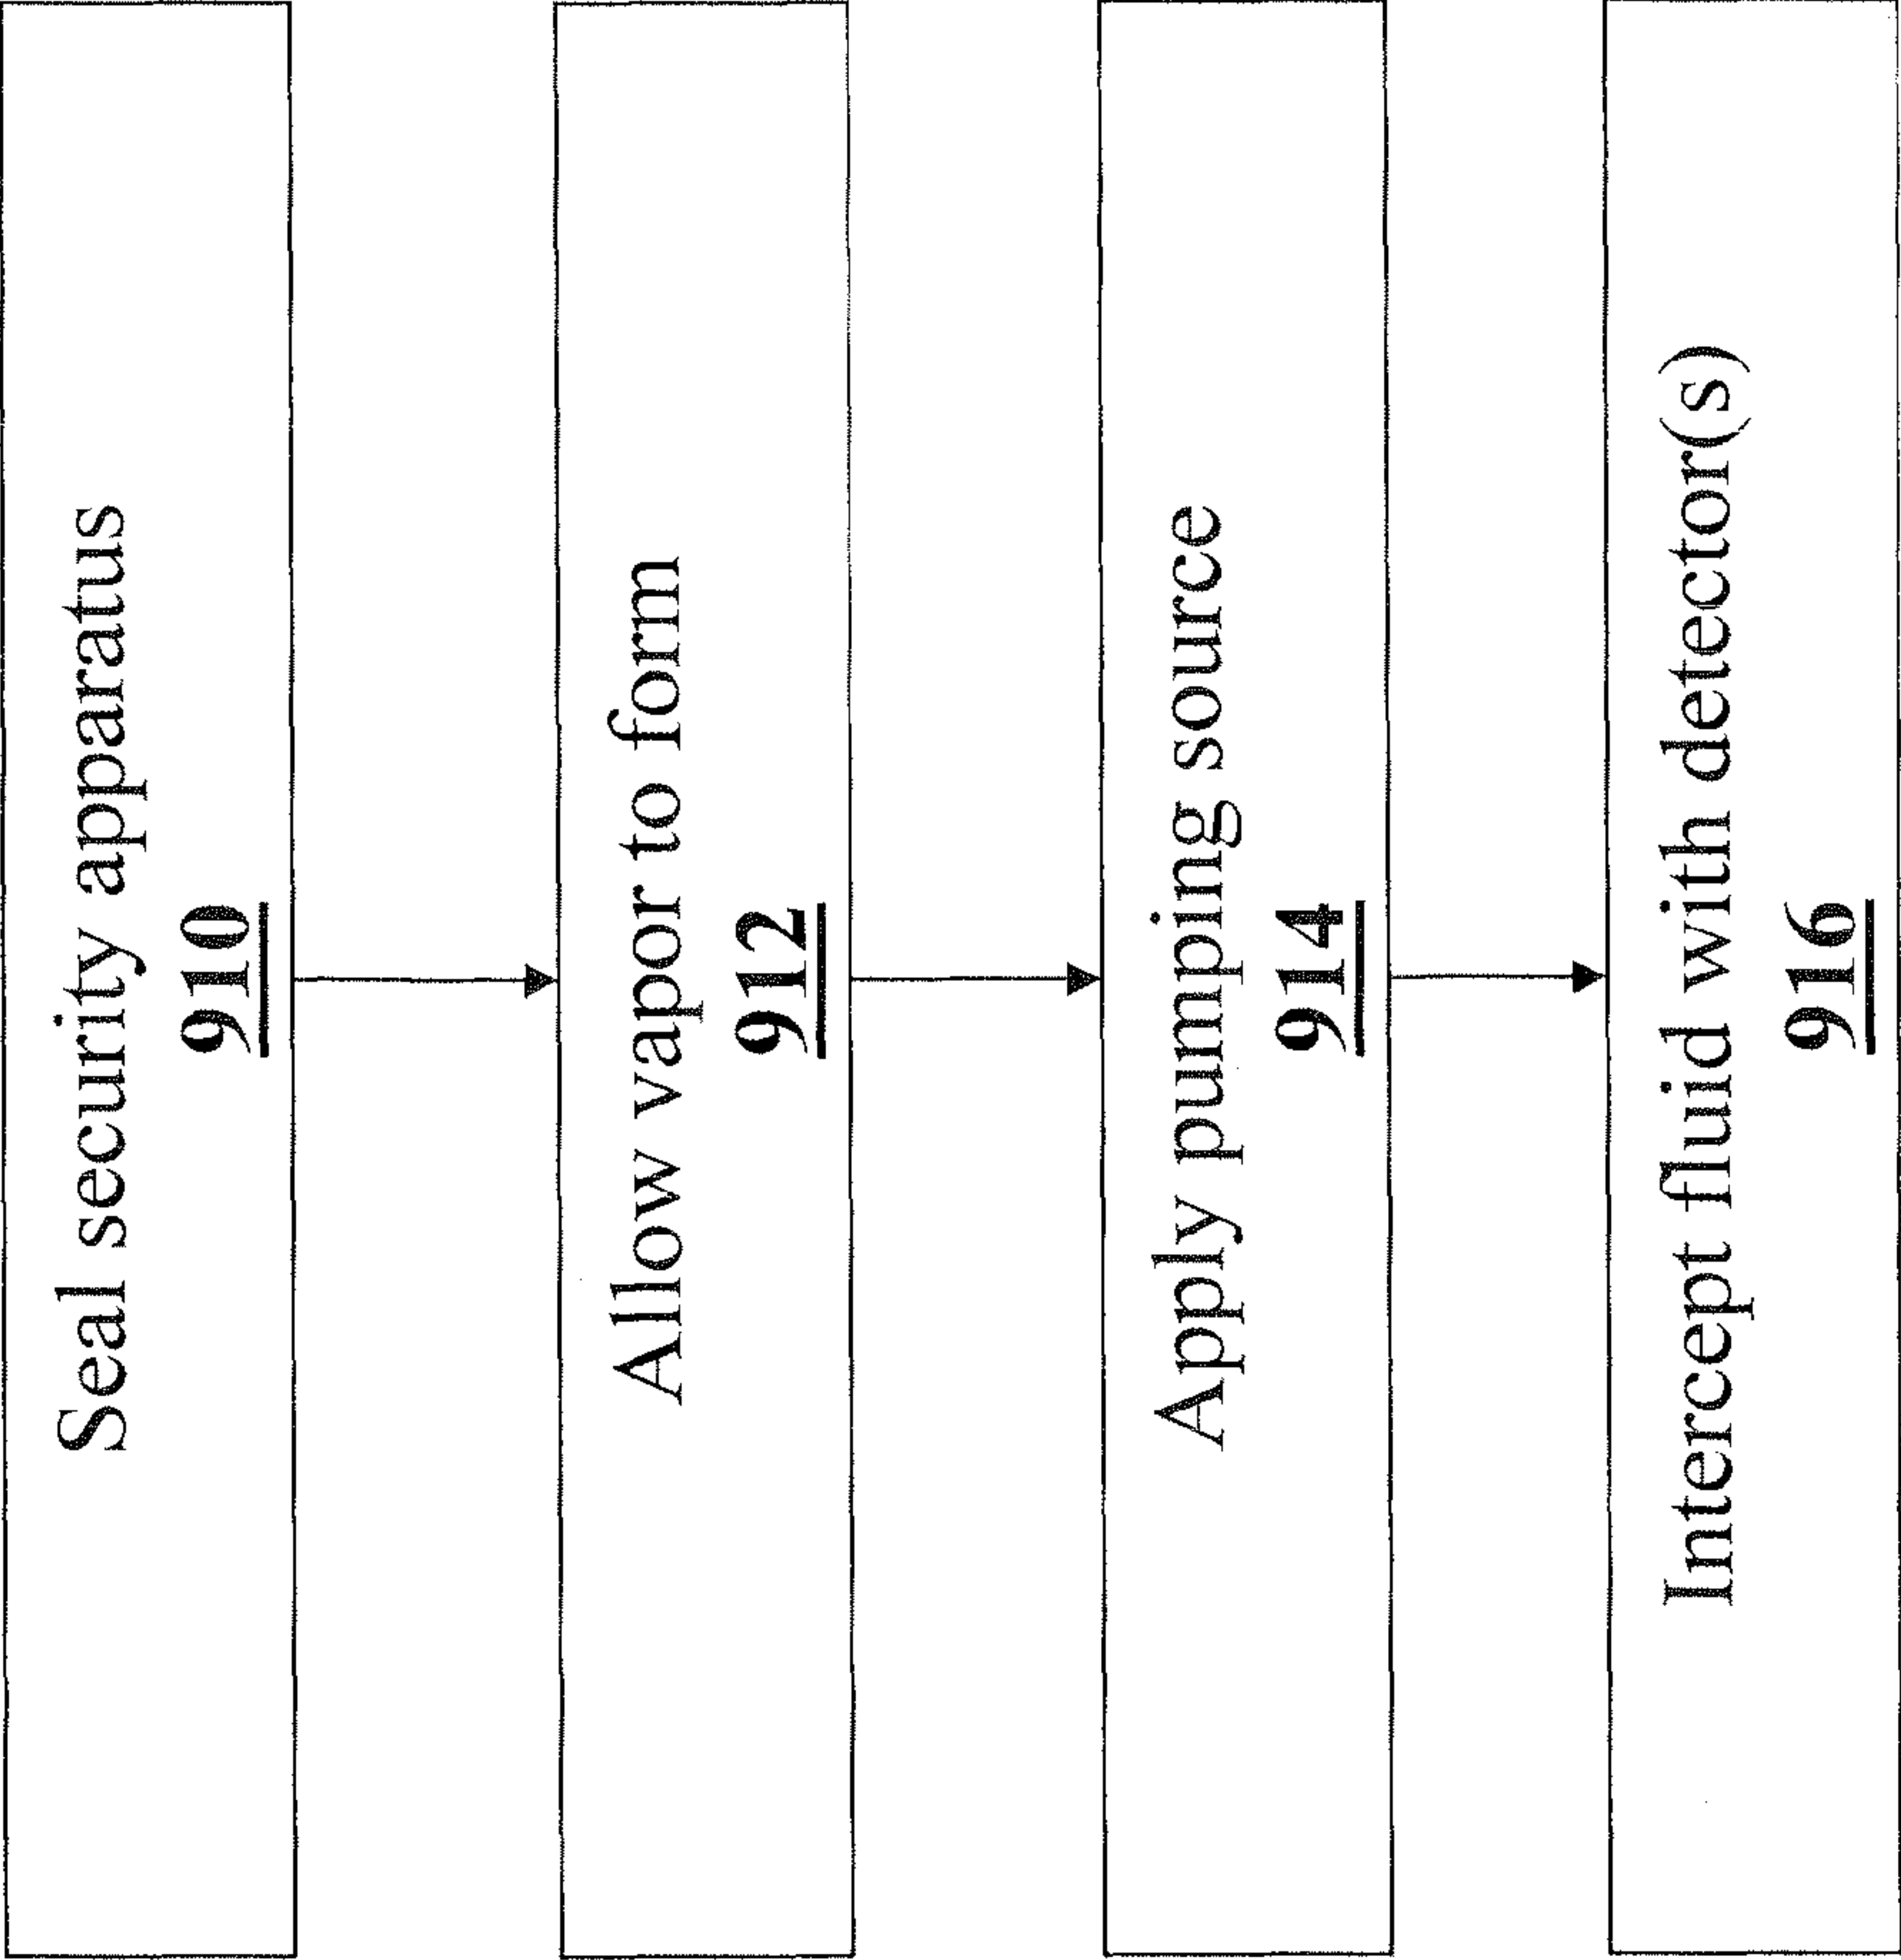 Seal security apparatus
910
Allow vapor to form
912
Apply pumping source
914
Intercept fluid with detector(s)
916